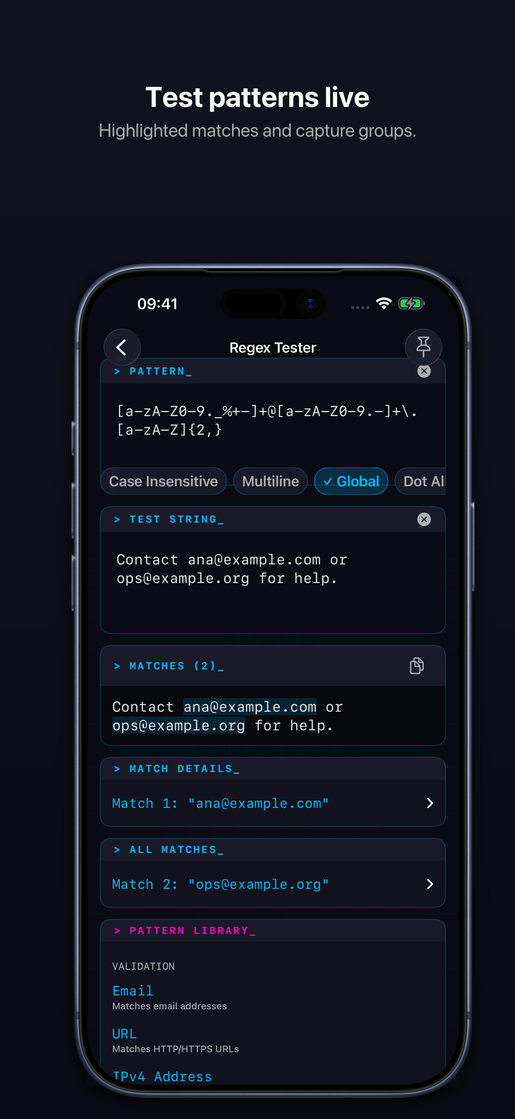 Test patterns live
Highlighted matches and capture groups.
09:41
Regex Tester
> PATTERN_
[a-zA-Z0-9._%+-]+@[a-zA-Z0-9.-]+\.
[a-zA-Z]{2,}
Case Insensitive Multiline ✓ Global Dot All
> TEST STRING_
Contact ana@example.com or
ops@example.org for help.
> MATCHES (2)_
Contact ana@example.com or
ops@example.org for help.
> MATCH DETAILS_
Match 1: "ana@example.com"
> ALL MATCHES_
Match 2: "ops@example.org"
> PATTERN LIBRARY_
VALIDATION
Email
Matches email addresses
URL
Matches HTTP/HTTPS URLs
IPv4 Address